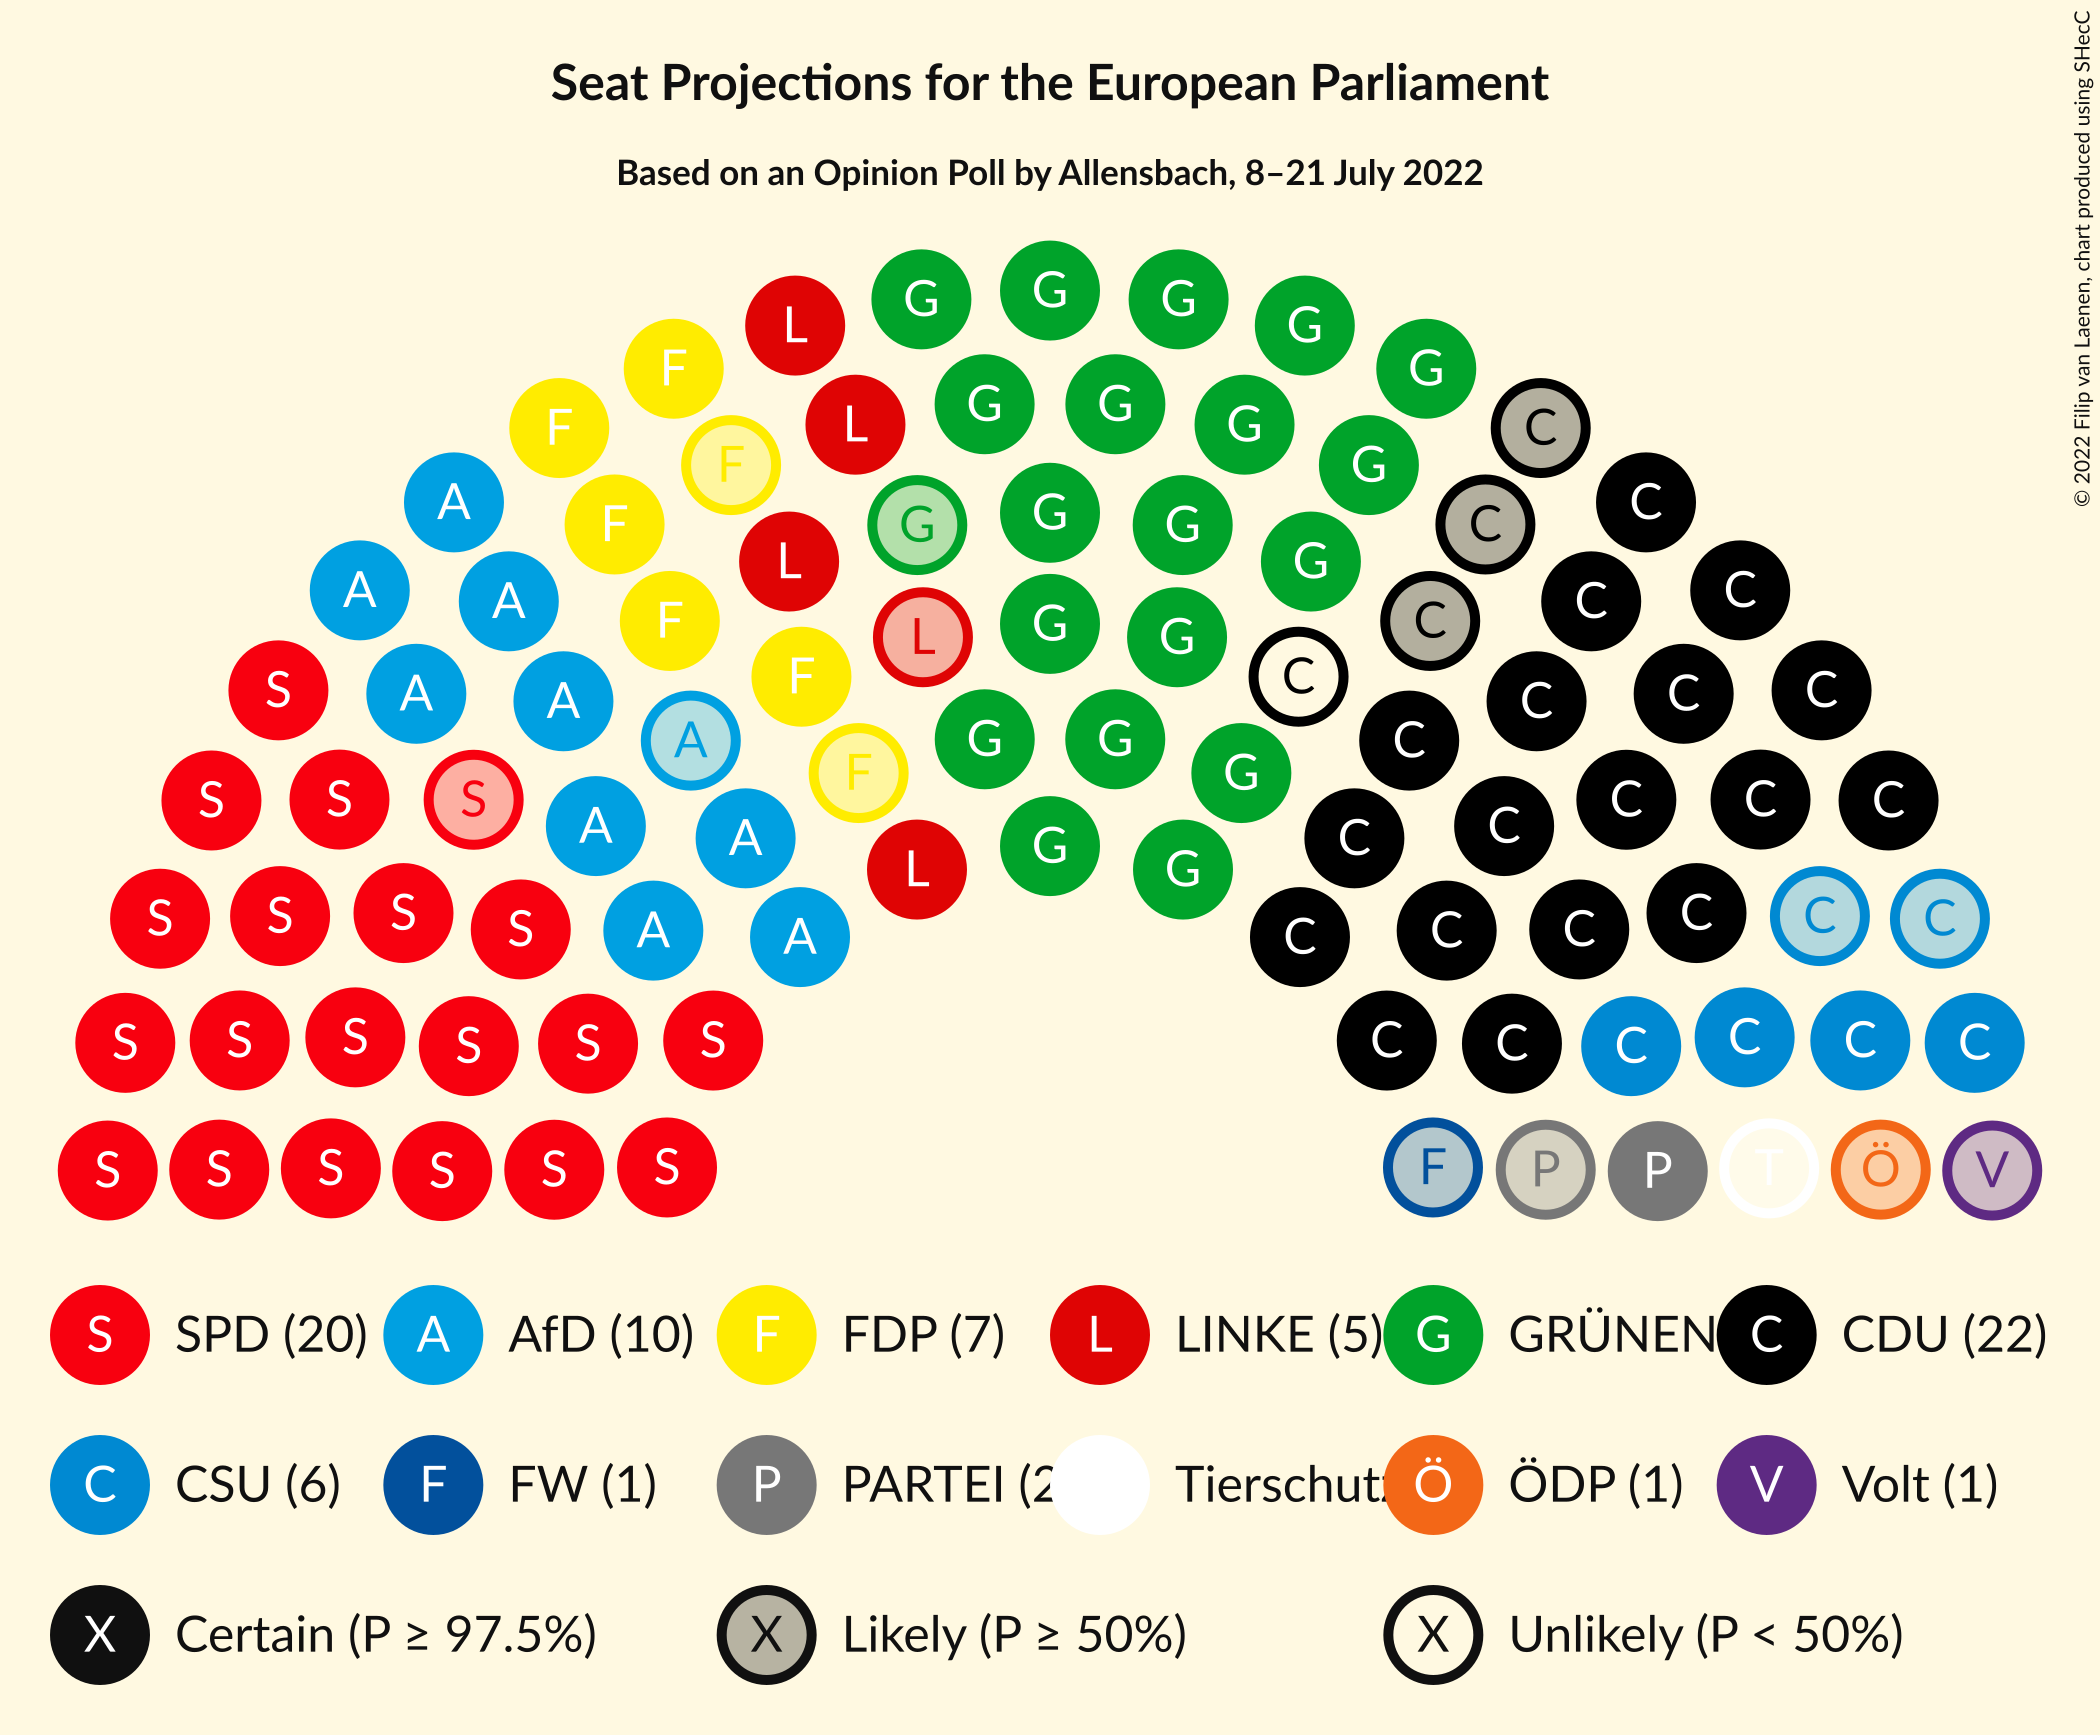 Seat Projections for the European Parliament
Based on an Opinion Poll by Allensbach, 8–21 July 2022
© 2022 Filip van Laenen, chart produced using SHecC
G G G G G
L
F
F
A
A
S
S
S
S
S
C
C
C
C
C
C
C
V
G G G G
L
F
F
A
A
S
S
S
S
C
C
C
C
C
C
Ö
G G G G
L
F
A
S
S
S
S
C
C
C
C
C
T
L G G
F
A
A
S
S
S
C
C
C
C
C
P
G G G
F
A
A
S
S
C
C
C
P
L G G
A
S
S
C
C
F
S SPD (20) A AfD (10) F FDP (7) L LINKE (5) G GRÜNEN C CDU (22)
C CSU (6) F FW (1) P PARTEI (2 Tierschutz Ö ÖDP (1) V Volt (1)
X Certain (P ≥ 97.5%) X Likely (P ≥ 50%) X Unlikely (P < 50%)